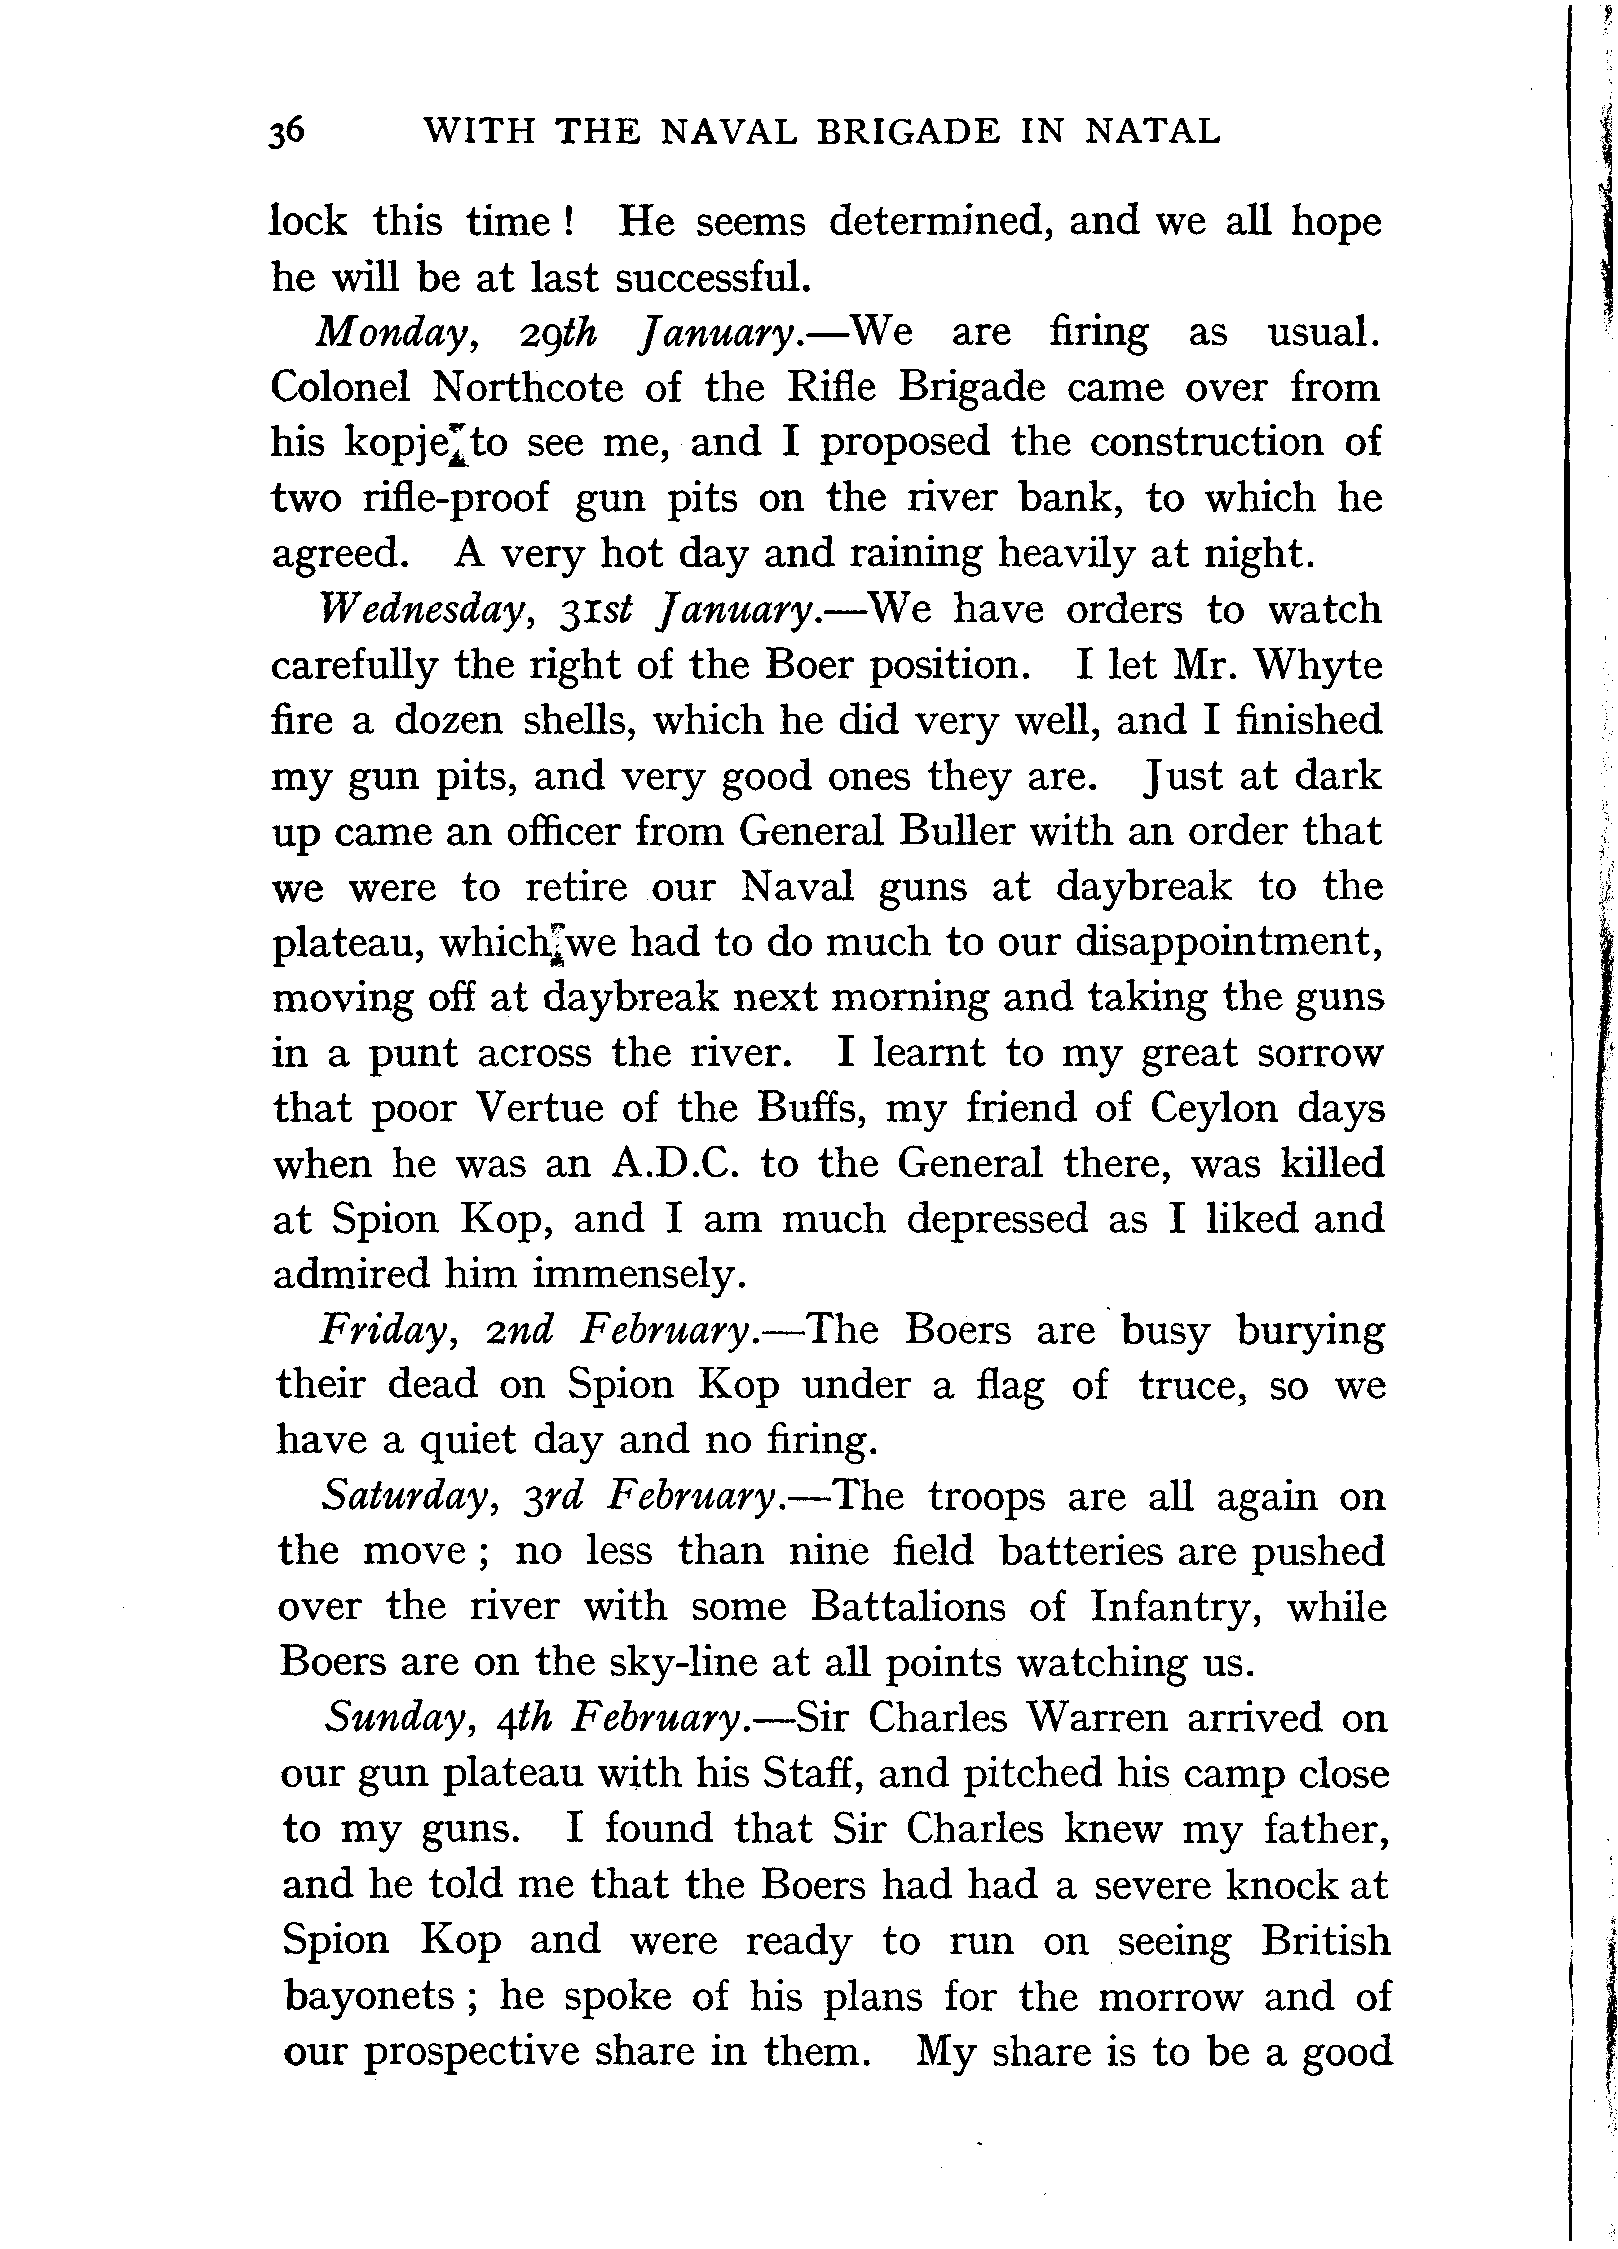 36 WITH THE NAVAL BRIGADE IN NATAL
lock this time ! He seems determined, and we all hope
he will be at last successful.
Monday, 29th January.—We are firing as usual.
Colonel Northcote of the Rifle Brigade came over from
his kopje to see me, and I proposed the construction of
two rifle-proof gun pits on the river bank, to which he
agreed. A very hot day and raining heavily at night.
Wednesday, 31st January.—We have orders to watch
carefully the right of the Boer position. I let Mr. Whyte
fire a dozen shells, which he did very well, and I finished
my gun pits, and very good ones they are. Just at dark
up came an officer from General Buller with an order that
we were to retire our Naval guns at daybreak to the
plateau, which we had to do much to our disappointment,
moving off at daybreak next morning and taking the guns
in a punt across the river. I learnt to my great sorrow
that poor Vertue of the Buffs, my friend of Ceylon days
when he was an A.D.C. to the General there, was killed
at Spion Kop, and I am much depressed as I liked and
admired him immensely.
Friday, 2nd February.—The Boers are busy burying
their dead on Spion Kop under a flag of truce, so we
have a quiet day and no firing.
Saturday, 3rd February.—The troops are all again on
the move ; no less than nine field batteries are pushed
over the river with some Battalions of Infantry, while
Boers are on the sky-line at all points watching us.
Sunday, 4th February.—Sir Charles Warren arrived on
our gun plateau with his Staff, and pitched his camp close
to my guns. I found that Sir Charles knew my father,
and he told me that the Boers had had a severe knock at
Spion Kop and were ready to run on seeing British
bayonets ; he spoke of his plans for the morrow and of
our prospective share in them. My share is to be a good